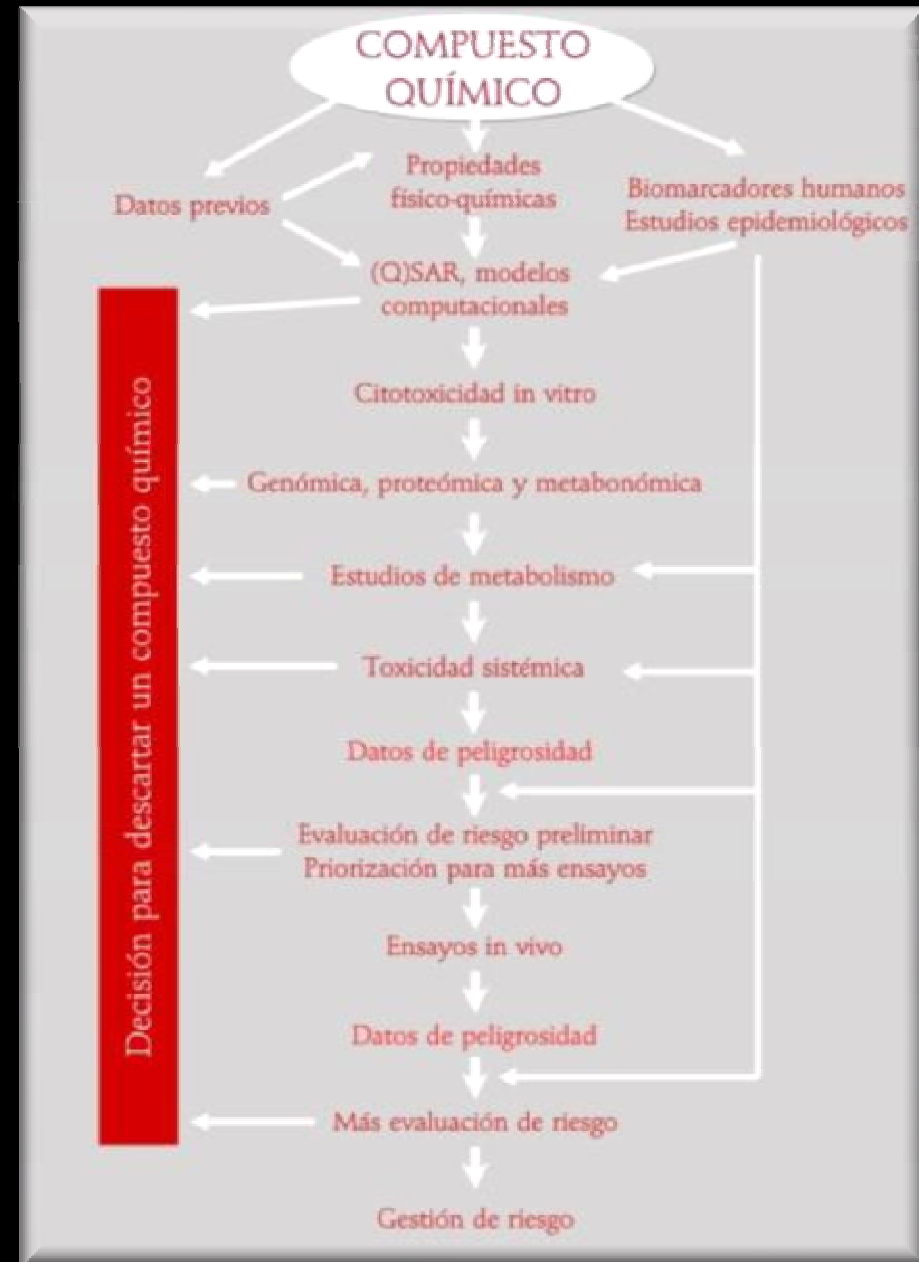 COMPUESTO
QUÍMICO
Propiedades
físico-químicas
Datos previos
Biomarcadores humanos
Estudios epidemiológicos
(Q)SAR, modelos
computacionales
Citotoxicidad in vitro
Genómica, proteómica y metabonómica
Estudios de metabolismo
Toxicidad sistémica
Datos de peligrosidad
Evaluación de riesgo preliminar
Priorización para más ensayos
Ensayos in vivo
Datos de peligrosidad
Más evaluación de riesgo
Gestión de riesgo
Decisión para descartar un compuesto químico